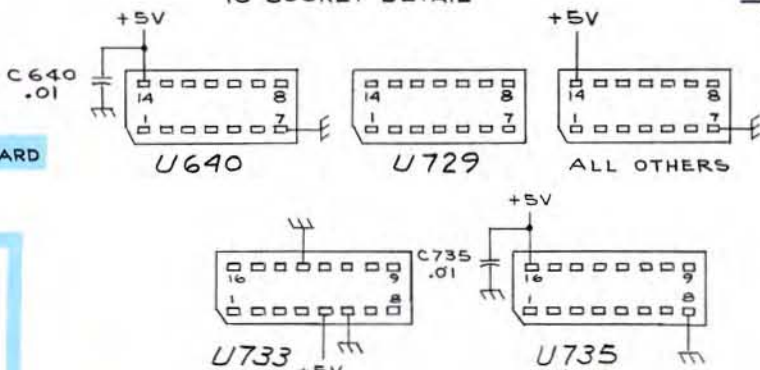 +5V
+5V
C640
.01
14 8
1 7
U640
14 8
1 7
U729
14 8
1 7
ALL OTHERS
ARD
+5V
C735
.01
16 9
1 8
U733
+5V
16 9
1 8
U735